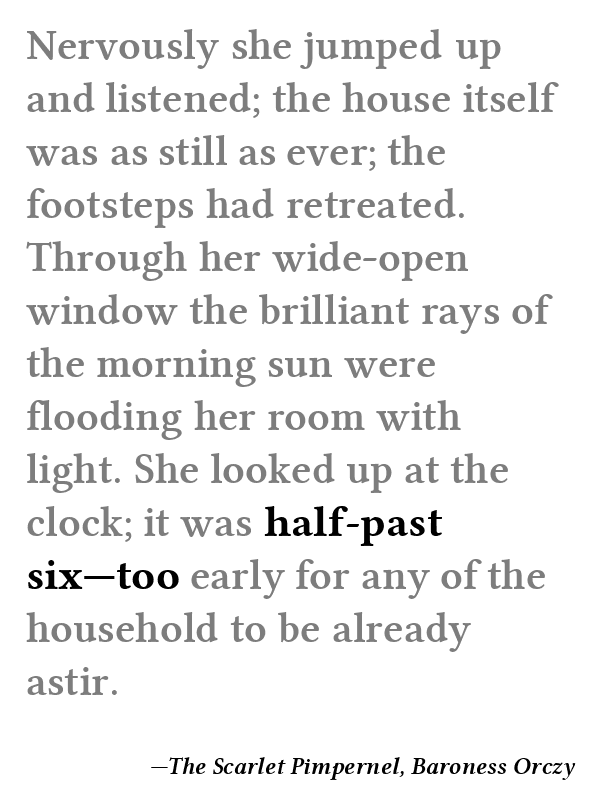 Nervously she jumped up
and listened; the house itself
was as still as ever; the
footsteps had retreated.
Through her wide-open
window the brilliant rays of
the morning sun were
flooding her room with
light. She looked up at the
clock; it was half-past
six—too early for any of the
household to be already
astir.
—The Scarlet Pimpernel, Baroness Orczy